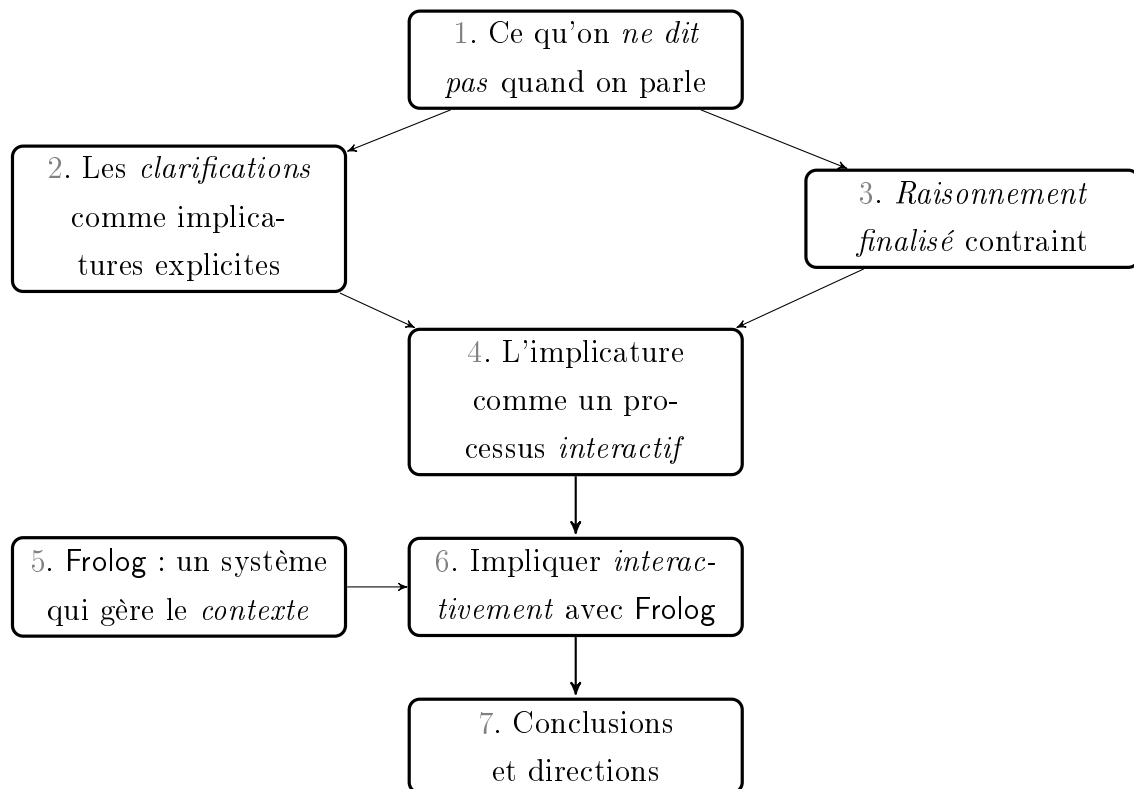 1. Ce qu'on ne dit
pas quand on parle
2. Les clarifications
comme implica-
tures explicites
3. Raisonnement
finalisé contraint
4. L'implicature
comme un pro-
cessus interactif
5. Frolog : un système
qui gère le contexte
6. Impliquer interac-
tivement avec Frolog
7. Conclusions
et directions